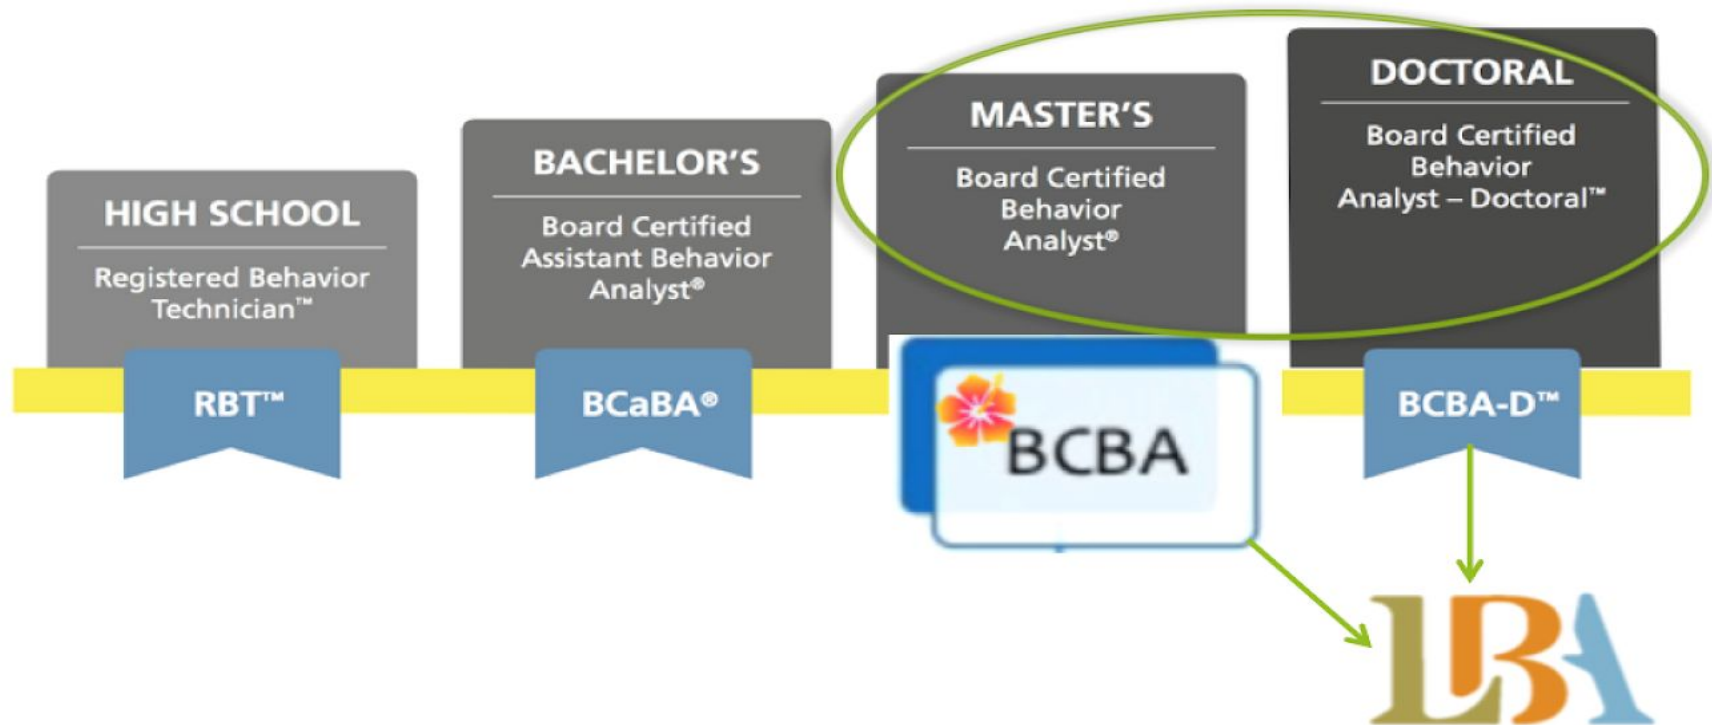 HIGH SCHOOL
Registered Behavior
Technician™
RBT™
BACHELOR'S
Board Certified
Assistant Behavior
Analyst®
BCaBA®
MASTER'S
Board Certified
Behavior
Analyst®
BCBA
DOCTORAL
Board Certified
Behavior
Analyst – Doctoral™
BCBA-D™
LBA